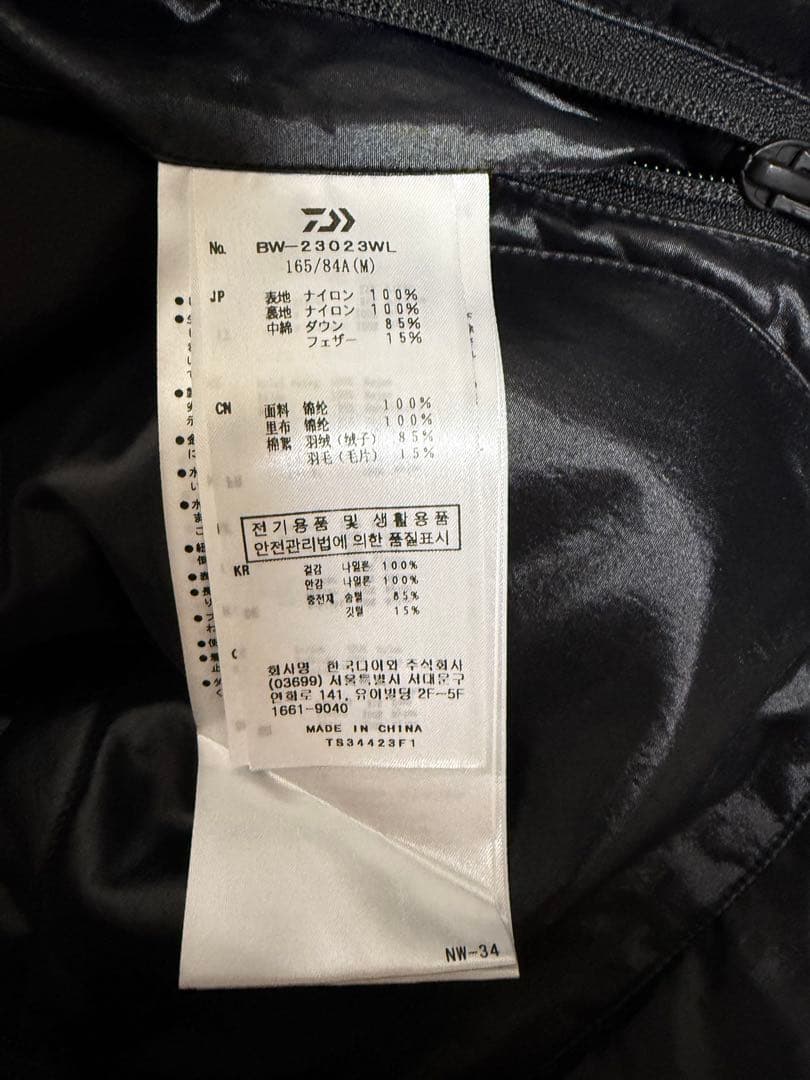 No. BW-23023WL
165/84A(M)
JP 表地 ナイロン 100%
裏地 ナイロン 100%
中綿 ダウン 85%
フェザー 15%
CN 面料 锦纶 100%
里布 锦纶 100%
棉絮 羽绒(绒子) 85%
羽毛(毛片) 15%
전기용품 및 생활용품
안전관리법에 의한 품질표시
KR 겉감 나일론 100%
안감 나일론 100%
충전재 솜털 85%
깃털 15%
회사명 한국다이와 주식회사
(03699) 서울특별시 서대문구
연희로 141, 유아빌딩 2F-5F
1661-9040
MADE IN CHINA
TS34423F1
NW-34